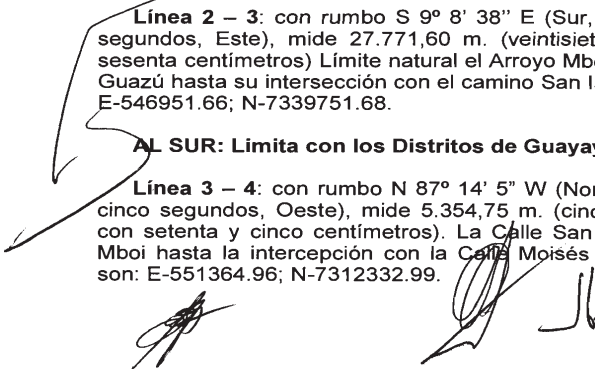 Línea 2 – 3: con rumbo S 9º 8' 38" E (Sur,
segundos, Este), mide 27.771,60 m. (veintisiet
sesenta centímetros) Límite natural el Arroyo Mb
Guazú hasta su intersección con el camino San I
E-546951.66; N-7339751.68.
AL SUR: Limita con los Distritos de Guaya
Línea 3 – 4: con rumbo N 87º 14' 5" W (Nor
cinco segundos, Oeste), mide 5.354,75 m. (cinc
con setenta y cinco centímetros). La Calle San
Mboi hasta la intercepción con la Calle Moisés
son: E-551364.96; N-7312332.99.